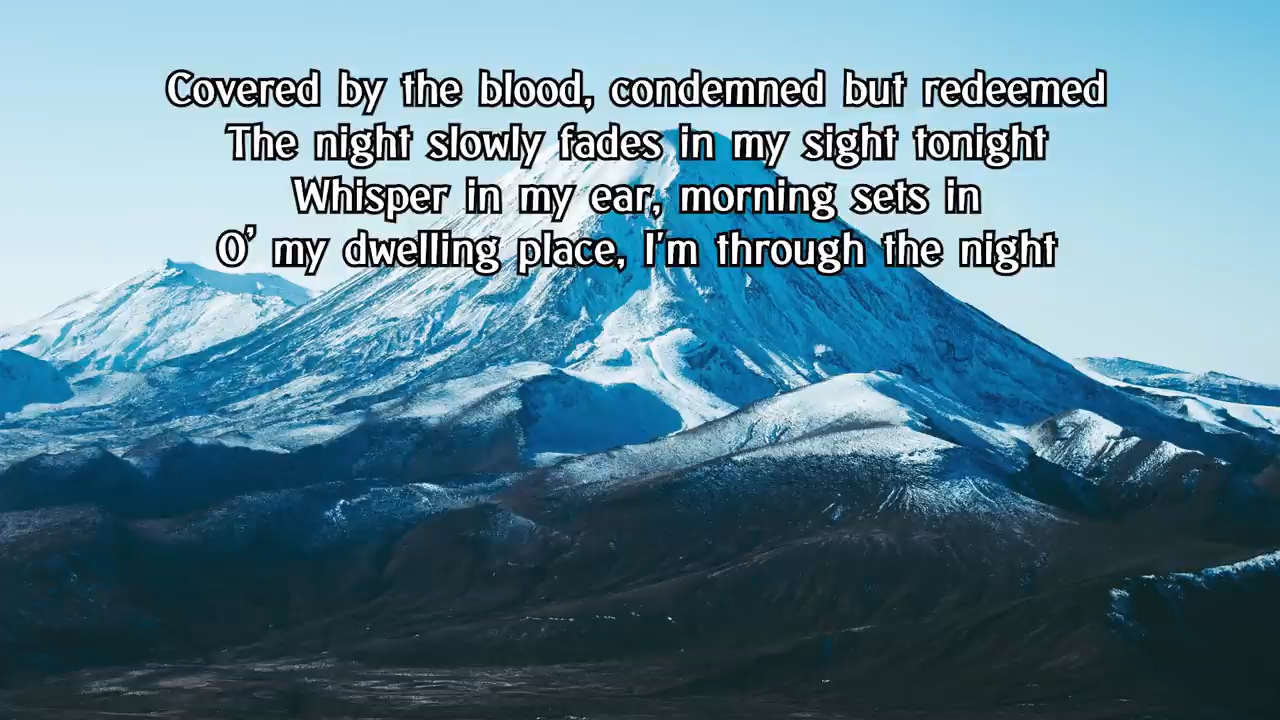 Covered by the blood, condemned but redeemed
The night slowly fades in my sight tonight
Whisper in my ear, morning sets in
O' my dwelling place, I'm through the night